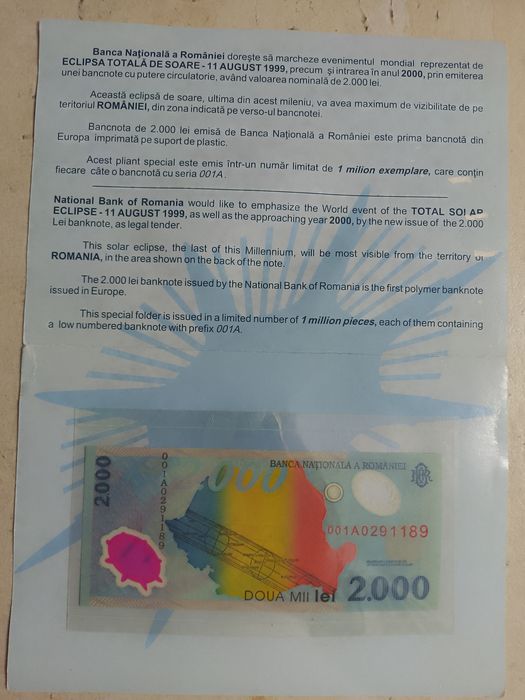 Banca Națională a României dorește să marcheze evenimentul mondial reprezentat de
ECLIPSA TOTALĂ DE SOARE - 11 AUGUST 1999, precum și intrarea în anul 2000, prin emiterea
unei bancnote cu putere circulatorie, având valoarea nominală de 2.000 lei.
Această eclipsă de soare, ultima din acest mileniu, va avea maximum de vizibilitate de pe
teritoriul ROMÂNIEI, din zona indicată pe verso-ul bancnotei.
Bancnota de 2.000 lei emisă de Banca Națională a României este prima bancnotă din
Europa imprimată pe suport de plastic.
Acest pliant special este emis într-un număr limitat de 1 milion exemplare, care conțin
fiecare câte o bancnotă cu seria 001A.
National Bank of Romania would like to emphasize the World event of the TOTAL SOLAR
ECLIPSE - 11 AUGUST 1999, as well as the approaching year 2000, by the new issue of the 2.000
Lei banknote, as legal tender.
This solar eclipse, the last of this Millennium, will be most visible from the territory of
ROMANIA, in the area shown on the back of the note.
The 2.000 lei banknote issued by the National Bank of Romania is the first polymer banknote
issued in Europe.
This special folder is issued in a limited number of 1 million pieces, each of them containing
a low numbered banknote with prefix 001A.
2.000
001A0291189
2000
BANCA NAȚIONALĂ A ROMÂNIEI
001A0291189
DOUA MII lei 2.000